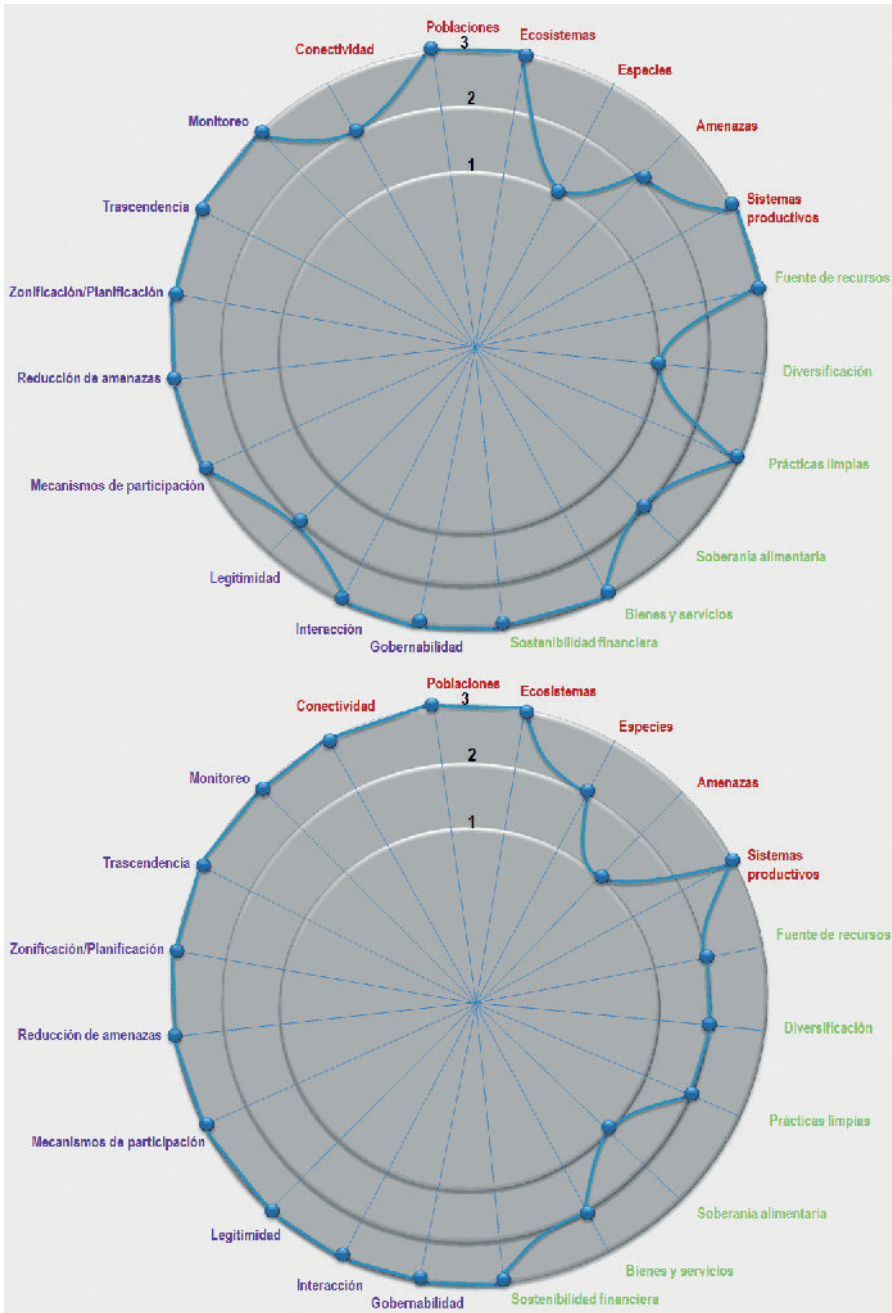 Poblaciones
3
Ecosistemas
Conectividad
Especies
2
Monitoreo
Amenazas
1
Trascendencia
Sistemas
productivos
Fuente de recursos
Zonificación/Planificación
Diversificación
Reducción de amenazas
Prácticas limpias
Mecanismos de participación
Soberanía alimentaria
Legitimidad
Bienes y servicios
Interacción
Gobernabilidad
Sostenibilidad financiera
Poblaciones
3
Ecosistemas
Conectividad
Especies
2
Monitoreo
Amenazas
1
Trascendencia
Sistemas
productivos
Fuente de recursos
Zonificación/Planificación
Diversificación
Reducción de amenazas
Prácticas limpias
Mecanismos de participación
Soberanía alimentaria
Legitimidad
Bienes y servicios
Interacción
Gobernabilidad
Sostenibilidad financiera